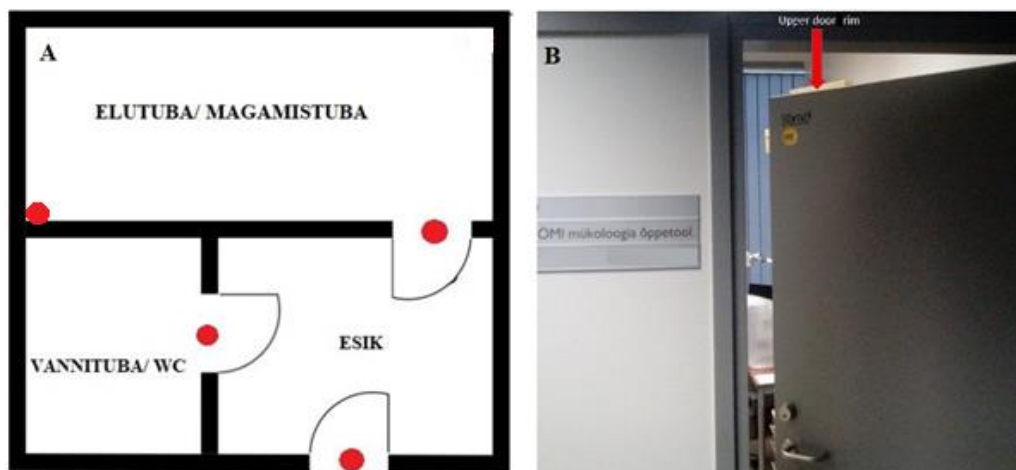 A
ELUTUBA/ MAGAMISTUBA
VANNITUBA/ WC
ESIK
B
Upper door rim
OMI mükoloogia õppetool